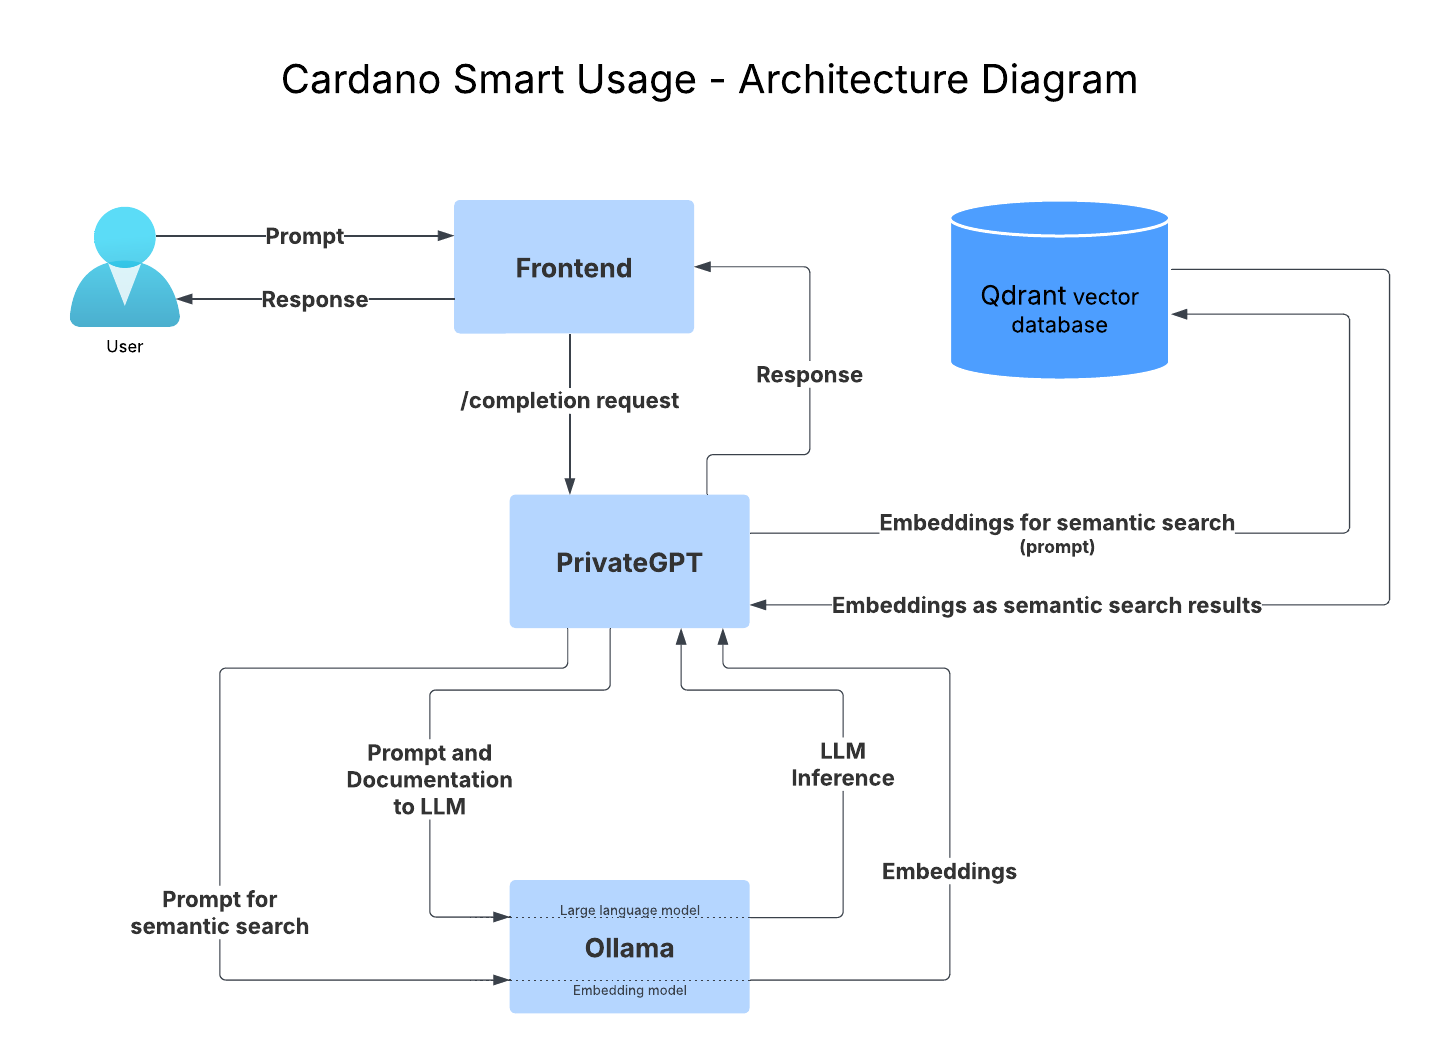 Cardano Smart Usage - Architecture Diagram
Prompt
Frontend
Response
User
Qdrant vector
database
/completion request
Response
PrivateGPT
Embeddings for semantic search
(prompt)
Embeddings as semantic search results
Prompt and
Documentation
to LLM
LLM
Inference
Embeddings
Prompt for
semantic search
Large language model
Ollama
Embedding model